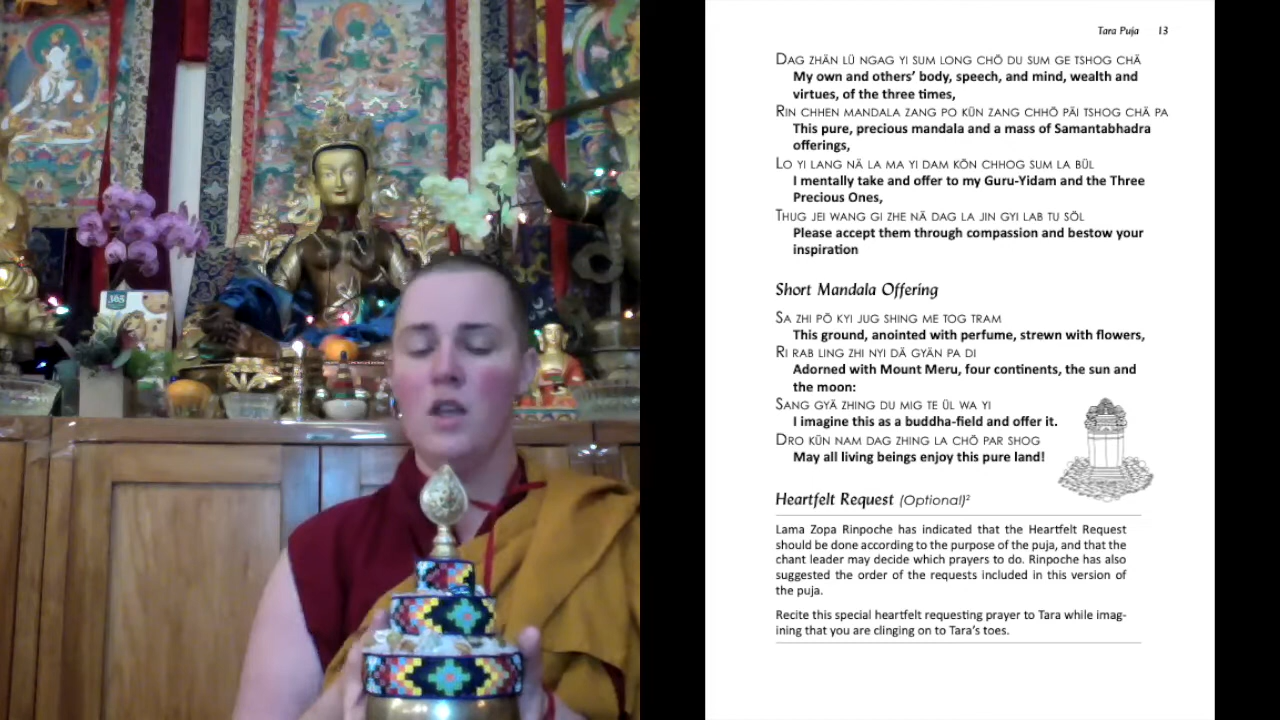 Tara Puja 13
DAG ZHÄN LÜ NGAG YI SUM LONG CHÖ DU SUM GE TSHOG CHÄ
My own and others' body, speech, and mind, wealth and
virtues, of the three times,
RIN CHHEN MANDALA ZANG PO KÜN ZANG CHHÖ PÄI TSHOG CHÄ PA
This pure, precious mandala and a mass of Samantabhadra
offerings,
LO YI LANG NÄ LA MA YI DAM KÖN CHHOG SUM LA BÜL
I mentally take and offer to my Guru-Yidam and the Three
Precious Ones,
THUG JEI WANG GI ZHE NÄ DAG LA JIN GYI LAB TU SÖL
Please accept them through compassion and bestow your
inspiration
Short Mandala Offering
SA ZHI PÖ KYI JUG SHING ME TOG TRAM
This ground, anointed with perfume, strewn with flowers,
RI RAB LING ZHI NYI DÄ GYÄN PA DI
Adorned with Mount Meru, four continents, the sun and
the moon:
SANG GYÄ ZHING DU MIG TE ÜL WA YI
I imagine this as a buddha-field and offer it.
DRO KÜN NAM DAG ZHING LA CHÖ PAR SHOG
May all living beings enjoy this pure land!
Heartfelt Request (Optional)²
Lama Zopa Rinpoche has indicated that the Heartfelt Request
should be done according to the purpose of the puja, and that the
chant leader may decide which prayers to do. Rinpoche has also
suggested the order of the requests included in this version of
the puja.
Recite this special heartfelt requesting prayer to Tara while imag-
ining that you are clinging on to Tara's toes.
365